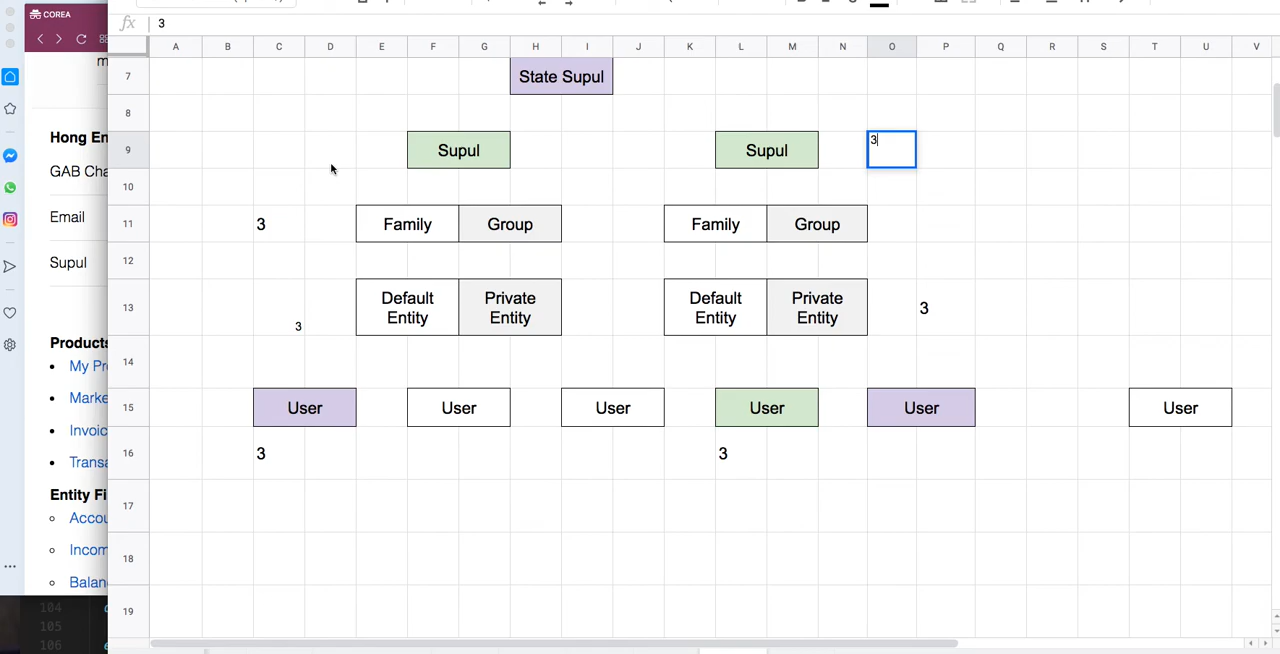 COREA
fx 3
A B C D E F G H I J K L M N O P Q R S T U V
7 State Supul
8
9 Supul Supul 3
10
11 3 Family Group Family Group
12
13 3 Default Entity Private Entity Default Entity Private Entity 3
14
15 User User User User User User
16 3 3
17
18
19
m
Hong En
GAB Cha
Email
Supul
Products
My Pr
Marke
Invoic
Transa
Entity Fi
Accou
Incom
Balan
104
105
106